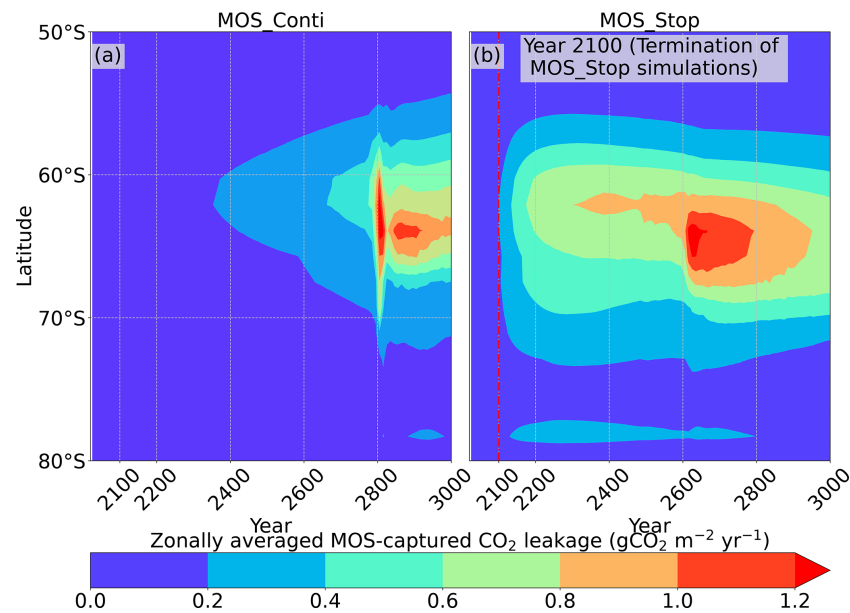 MOS_Conti
MOS_Stop
(a)
(b)
Year 2100 (Termination of
MOS_Stop simulations)
50°S
60°S
70°S
80°S
Latitude
2100
2200
2400
2600
2800
3000
2100
2200
2400
2600
2800
3000
Year
Year
Zonally averaged MOS-captured CO₂ leakage (gCO₂ m⁻² yr⁻¹)
0.0
0.2
0.4
0.6
0.8
1.0
1.2